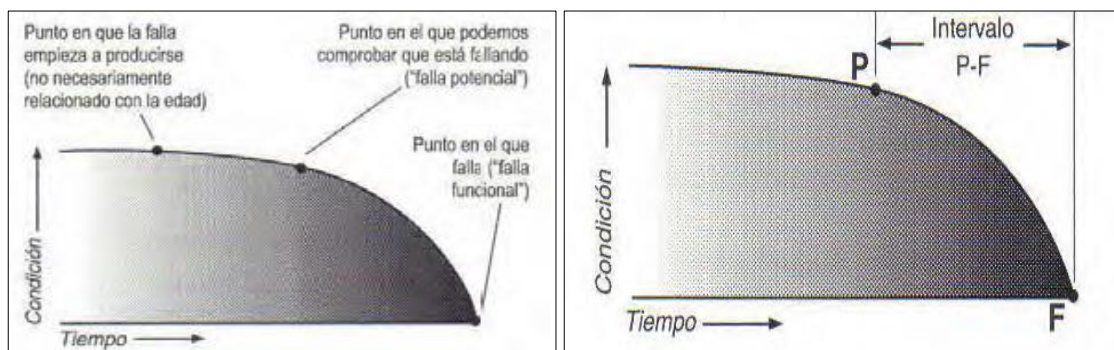 Punto en que la falla
empieza a producirse
(no necesariamente
relacionado con la edad)
Punto en el que podemos
comprobar que está fallando
("falla potencial")
Punto en el que
falla ("falla
funcional")
Condición
Tiempo
Intervalo
P-F
P
Condición
Tiempo
F